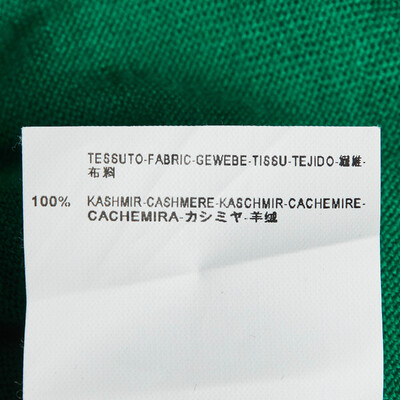 TESSUTO-FABRIC-GEWEBE-TISSU-TEJIDO-繊維-
布料
100% KASHMIR-CASHMERE-KASCHMIR-CACHEMIRE-
CACHEMIRA-カシミヤ-羊绒